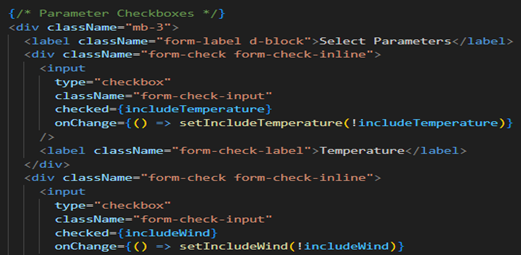 {/* Parameter Checkboxes */}
<div className="mb-3">
<label className="form-label d-block">Select Parameters</label>
<div className="form-check form-check-inline">
<input
type="checkbox"
className="form-check-input"
checked={includeTemperature}
onChange={() => setIncludeTemperature(!includeTemperature)}
/>
<label className="form-check-label">Temperature</label>
</div>
<div className="form-check form-check-inline">
<input
type="checkbox"
className="form-check-input"
checked={includeWind}
onChange={() => setIncludeWind(!includeWind)}